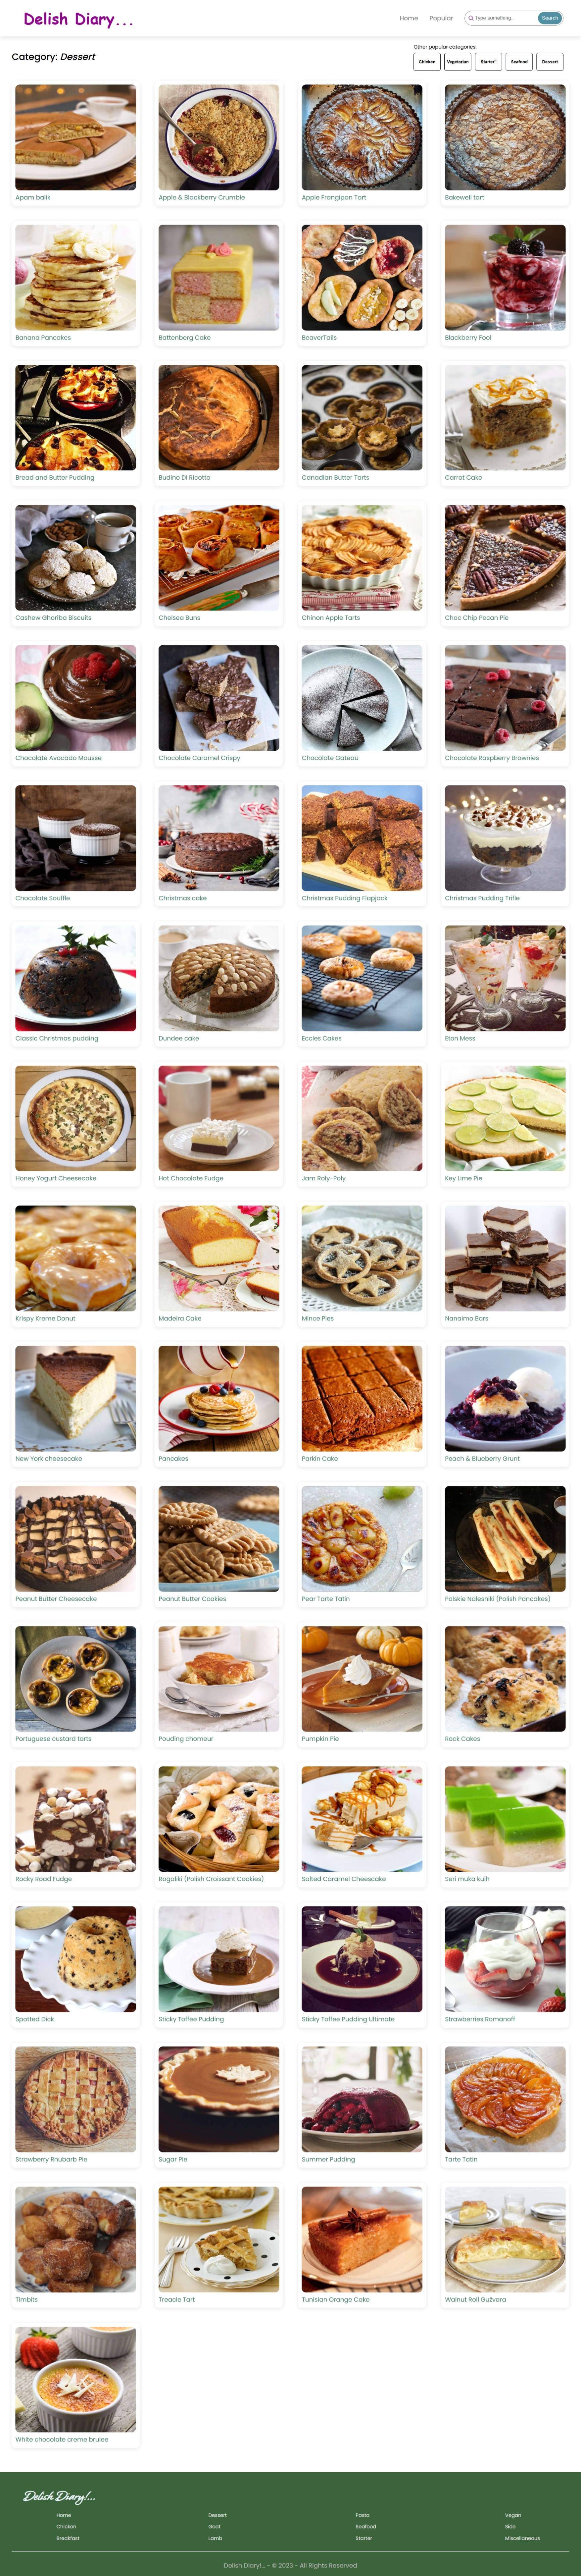 Delish Diary...
Home Popular Type something.. Search
Other popular categories:
Category: Dessert
Chicken Vegetarian Starter" Seafood Dessert
Apam balik Apple & Blackberry Crumble Apple Frangipan Tart Bakewell tart
Banana Pancakes Battenberg Cake BeaverTails Blackberry Fool
Bread and Butter Pudding Budino Di Ricotta Canadian Butter Tarts Carrot Cake
Cashew Ghoriba Biscuits Chelsea Buns Chinon Apple Tarts Choc Chip Pecan Pie
Chocolate Avocado Mousse Chocolate Caramel Crispy Chocolate Gateau Chocolate Raspberry Brownies
Chocolate Souffle Christmas cake Christmas Pudding Flapjack Christmas Pudding Trifle
Classic Christmas pudding Dundee cake Eccles Cakes Eton Mess
Honey Yogurt Cheesecake Hot Chocolate Fudge Jam Roly-Poly Key Lime Pie
Krispy Kreme Donut Madeira Cake Mince Pies Nanaimo Bars
New York cheesecake Pancakes Parkin Cake Peach & Blueberry Grunt
Peanut Butter Cheesecake Peanut Butter Cookies Pear Tarte Tatin Polskie Nalesniki (Polish Pancakes)
Portuguese custard tarts Pouding chomeur Pumpkin Pie Rock Cakes
Rocky Road Fudge Rogaliki (Polish Croissant Cookies) Salted Caramel Cheescake Seri muka kuih
Spotted Dick Sticky Toffee Pudding Sticky Toffee Pudding Ultimate Strawberries Romanoff
Strawberry Rhubarb Pie Sugar Pie Summer Pudding Tarte Tatin
Timbits Treacle Tart Tunisian Orange Cake Walnut Roll Gužvara
White chocolate creme brulee
Delish Diary!...
Home Dessert Pasta Vegan
Chicken Goat Seafood Side
Breakfast Lamb Starter Miscellaneous
Delish Diary!... - © 2023 - All Rights Reserved